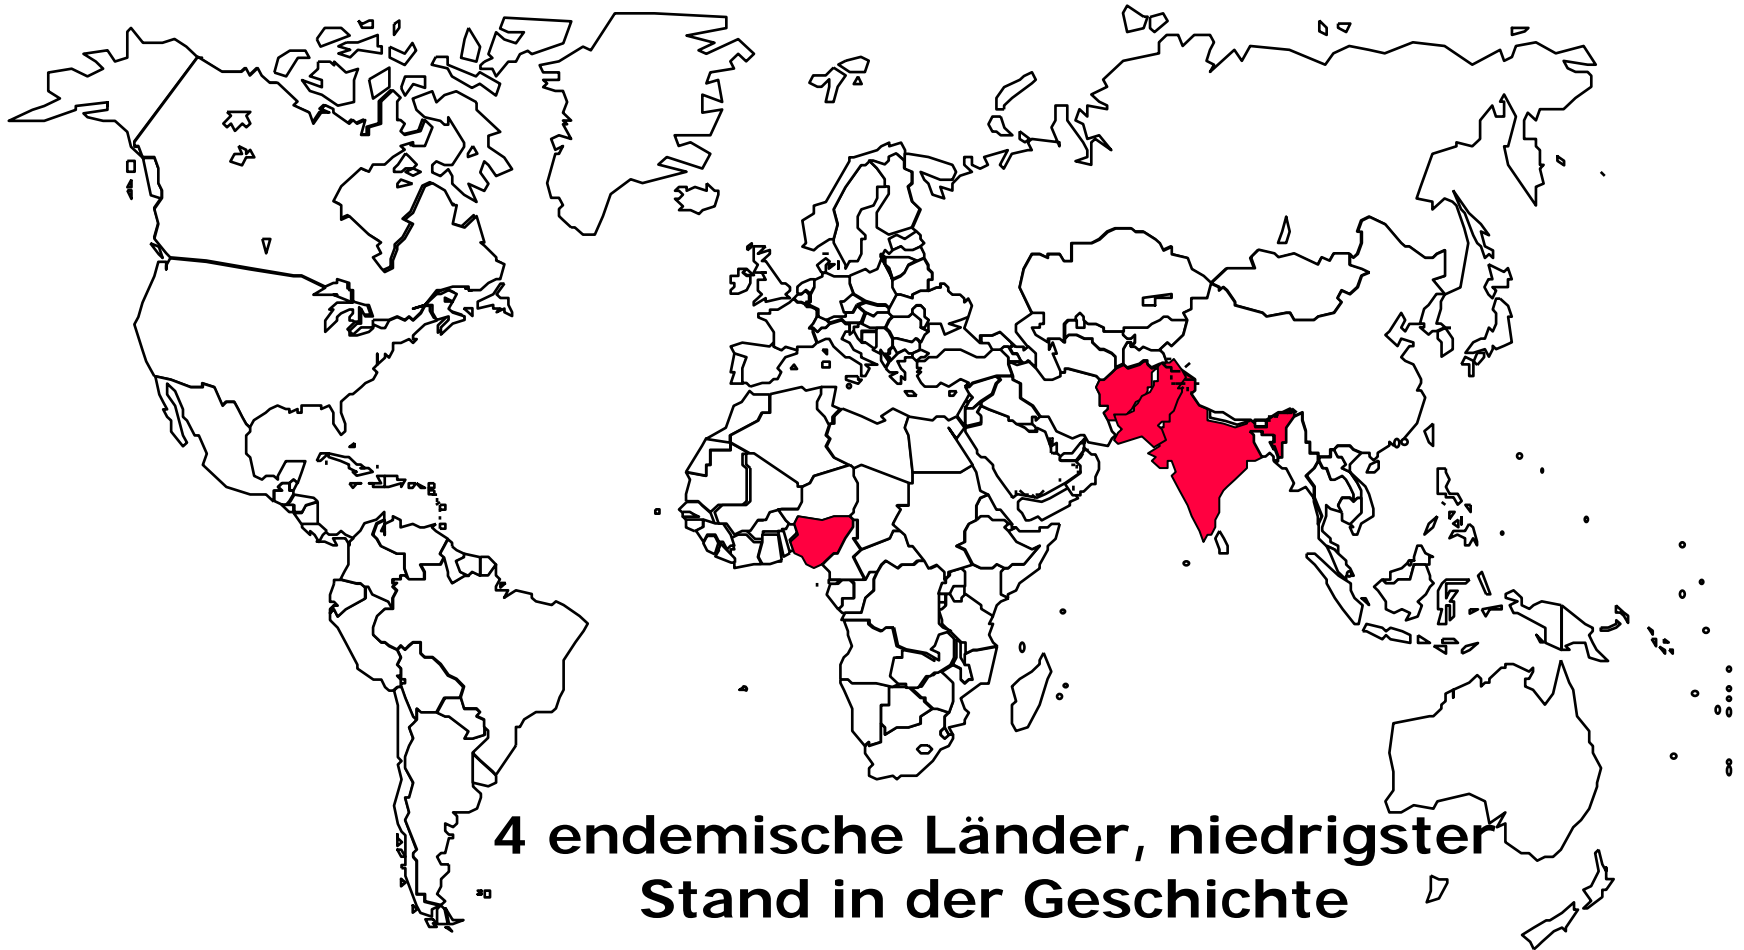 4 endemische Länder, niedrigster
Stand in der Geschichte